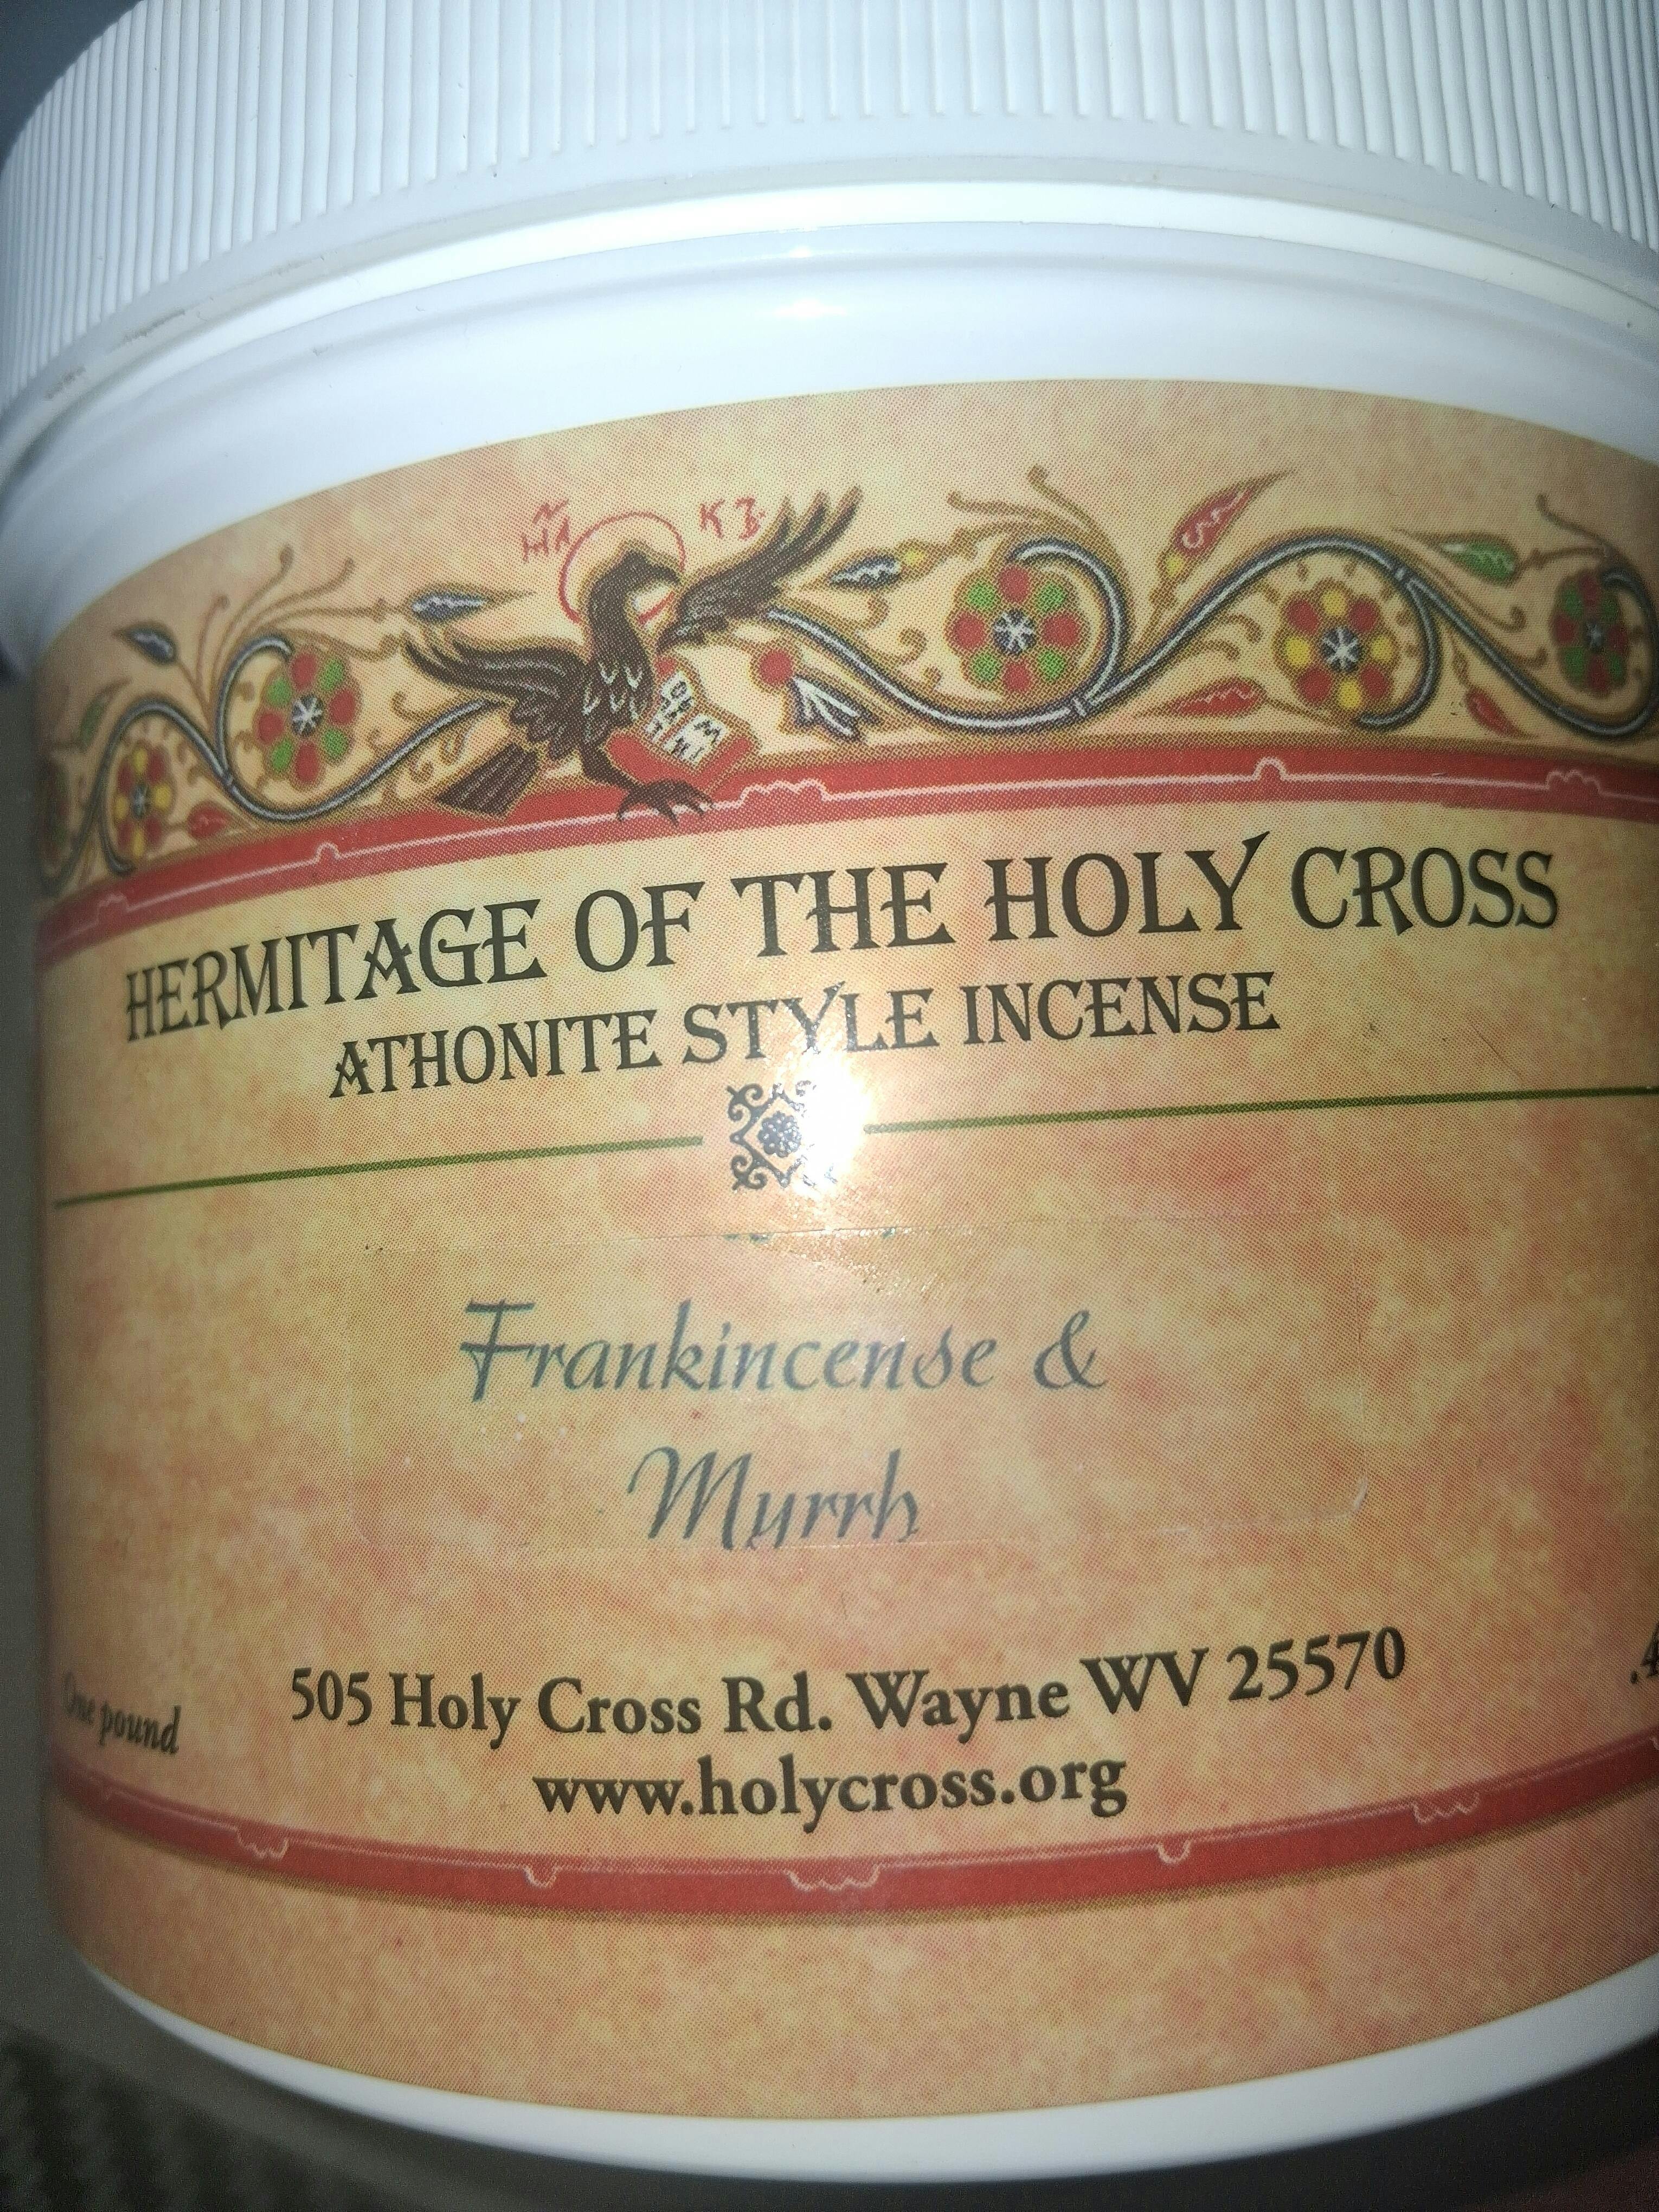 HERMITAGE OF THE HOLY CROSS
ATHONITE STYLE INCENSE
Frankincense &
Myrrh
One pound
505 Holy Cross Rd. Wayne WV 25570
www.holycross.org